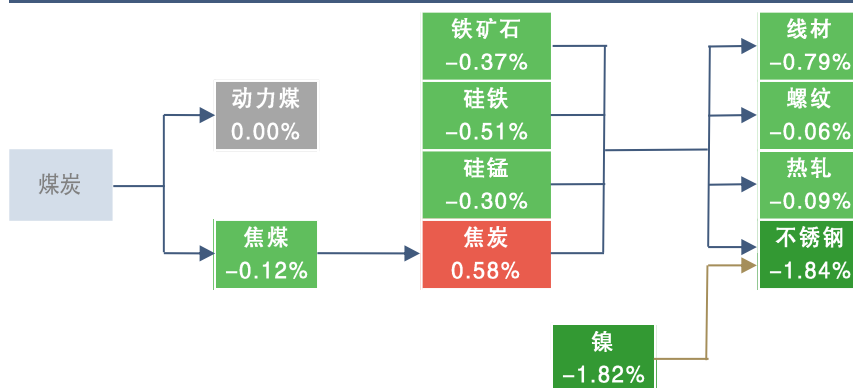 煤炭
动力煤
0.00%
焦煤
-0.12%
铁矿石
-0.37%
硅铁
-0.51%
硅锰
-0.30%
焦炭
0.58%
镍
-1.82%
线材
-0.79%
螺纹
-0.06%
热轧
-0.09%
不锈钢
-1.84%